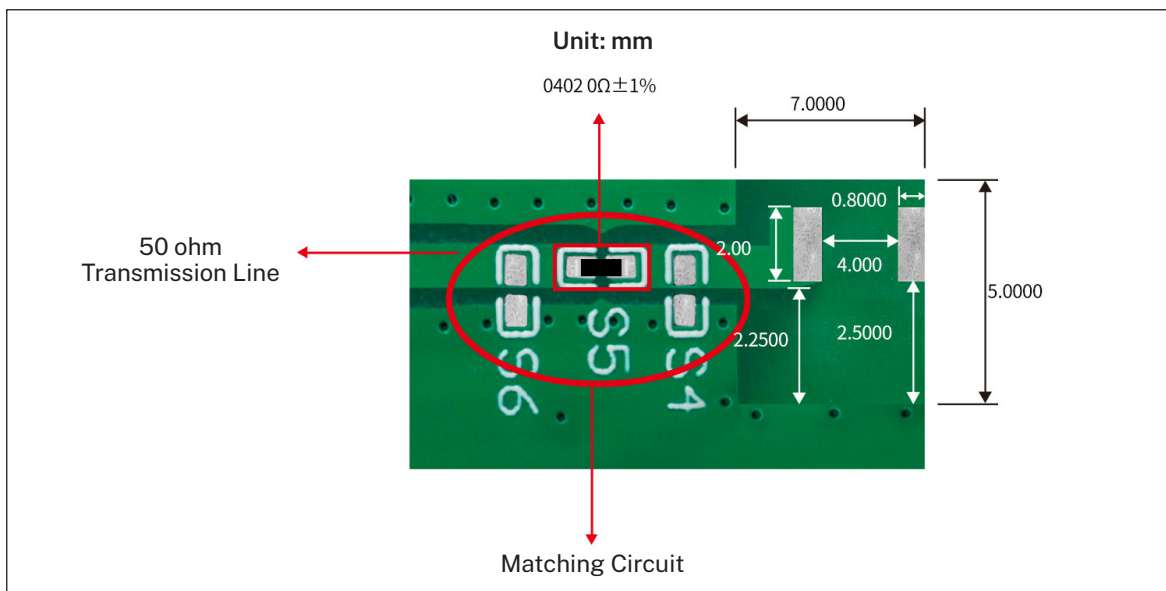 Unit: mm
0402 0Ω±1%
7.0000
0.8000
2.00
4.000
50 ohm
Transmission Line
5.0000
2.2500
2.5000
S6
S5
S4
Matching Circuit